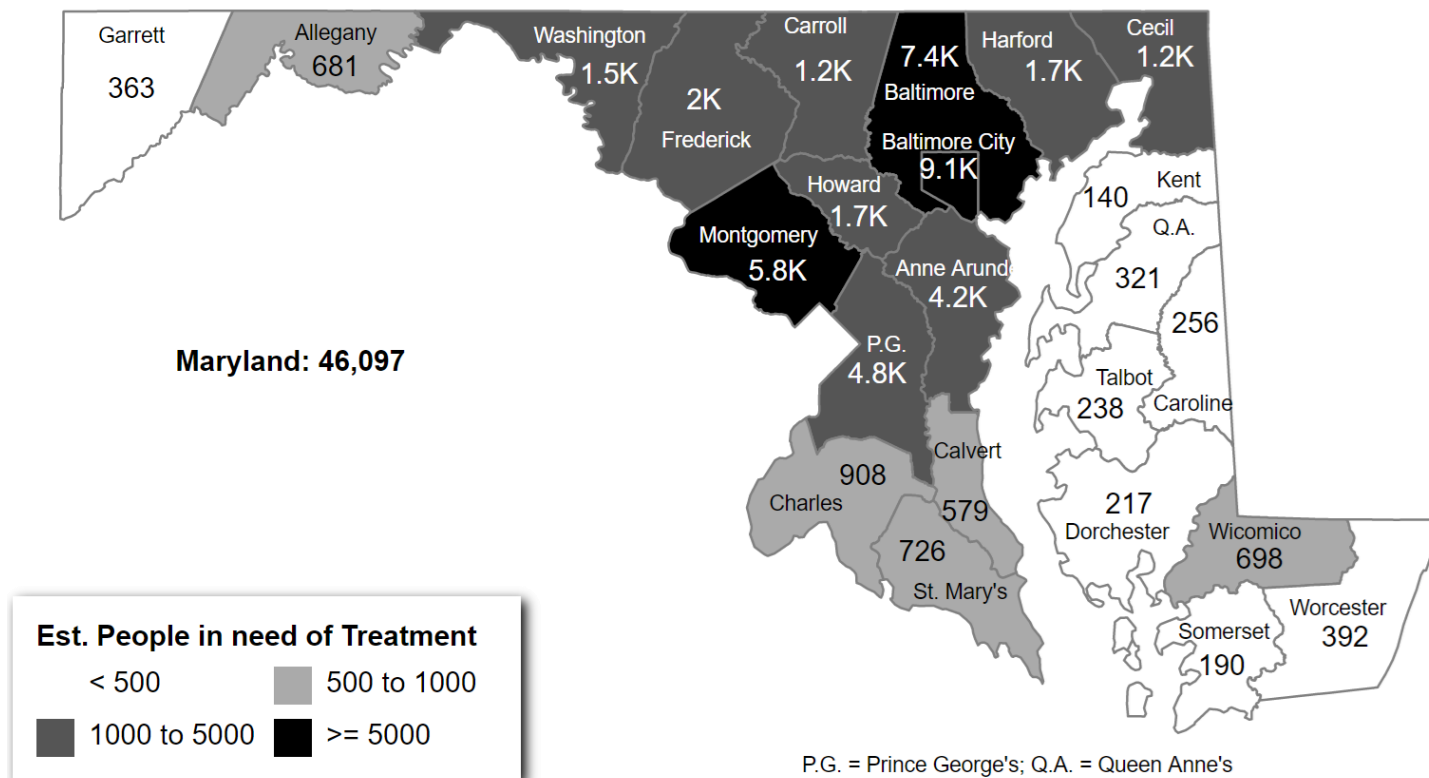 Garrett
363
Allegany
681
Washington
1.5K
2K
Frederick
Carroll
1.2K
7.4K
Baltimore
Baltimore City
9.1K
Harford
1.7K
Cecil
1.2K
Howard
1.7K
Montgomery
5.8K
Anne Arunde
4.2K
P.G.
4.8K
140
Kent
Q.A.
321
256
Caroline
Talbot
238
Maryland: 46,097
Calvert
579
908
Charles
726
St. Mary's
217
Dorchester
Wicomico
698
Worcester
392
Somerset
190
Est. People in need of Treatment
< 500
500 to 1000
1000 to 5000
>= 5000
P.G. = Prince George's; Q.A. = Queen Anne's